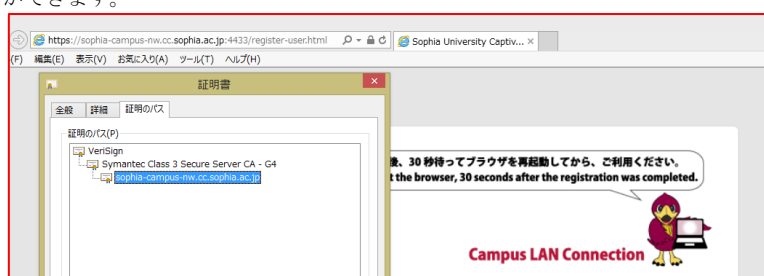 ができます。
https://sophia-campus-nw.cc.sophia.ac.jp:4433/register-user.html
Sophia University Captiv... ×
(F) 編集(E) 表示(V) お気に入り(A) ツール(T) ヘルプ(H)
証明書
全般 詳細 証明のパス
証明のパス(P)
VeriSign
Symantec Class 3 Secure Server CA - G4
sophia-campus-nw.cc.sophia.ac.jp
後、30 秒待ってブラウザを再起動してから、ご利用ください。
the browser, 30 seconds after the registration was completed.
Campus LAN Connection